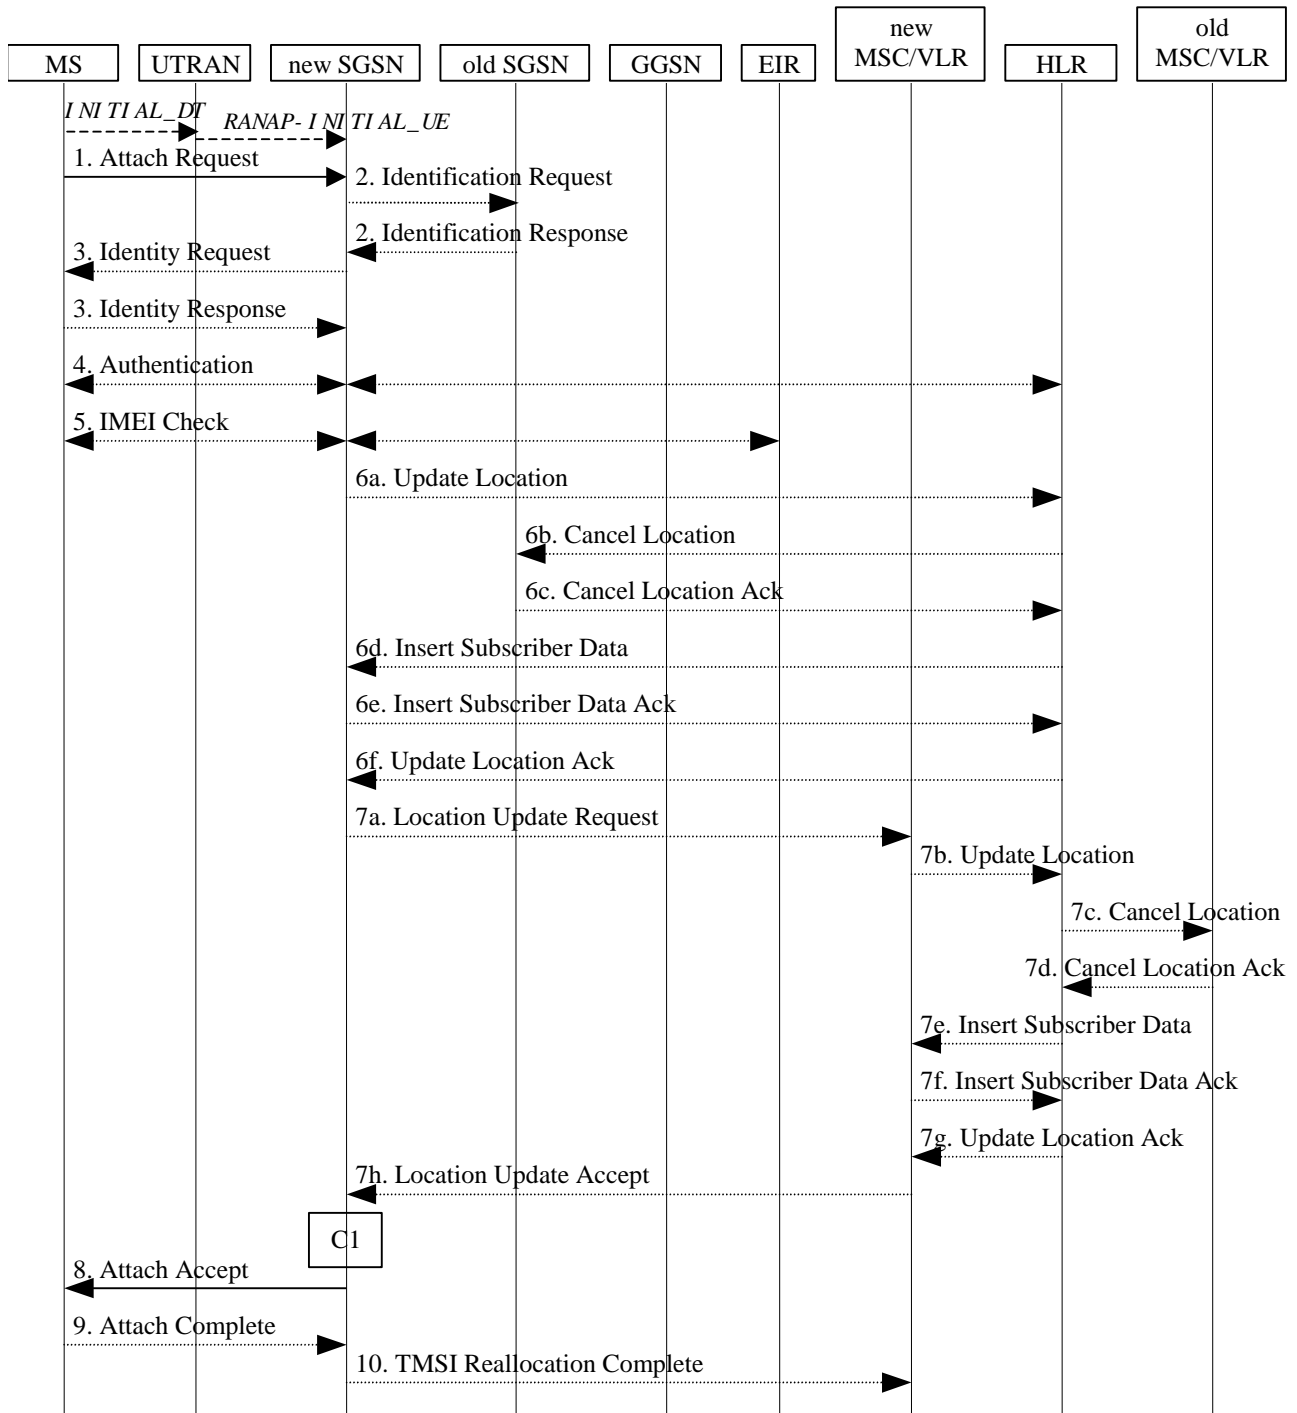 new
MSC/VLR
old
MSC/VLR
MS
UTRAN
new SGSN
old SGSN
GGSN
EIR
HLR
INITIAL_DT
RANAP-INITIAL_UE
1. Attach Request
2. Identification Request
2. Identification Response
3. Identity Request
3. Identity Response
4. Authentication
5. IMEI Check
6a. Update Location
6b. Cancel Location
6c. Cancel Location Ack
6d. Insert Subscriber Data
6e. Insert Subscriber Data Ack
6f. Update Location Ack
7a. Location Update Request
7b. Update Location
7c. Cancel Location
7d. Cancel Location Ack
7e. Insert Subscriber Data
7f. Insert Subscriber Data Ack
7g. Update Location Ack
7h. Location Update Accept
C1
8. Attach Accept
9. Attach Complete
10. TMSI Reallocation Complete